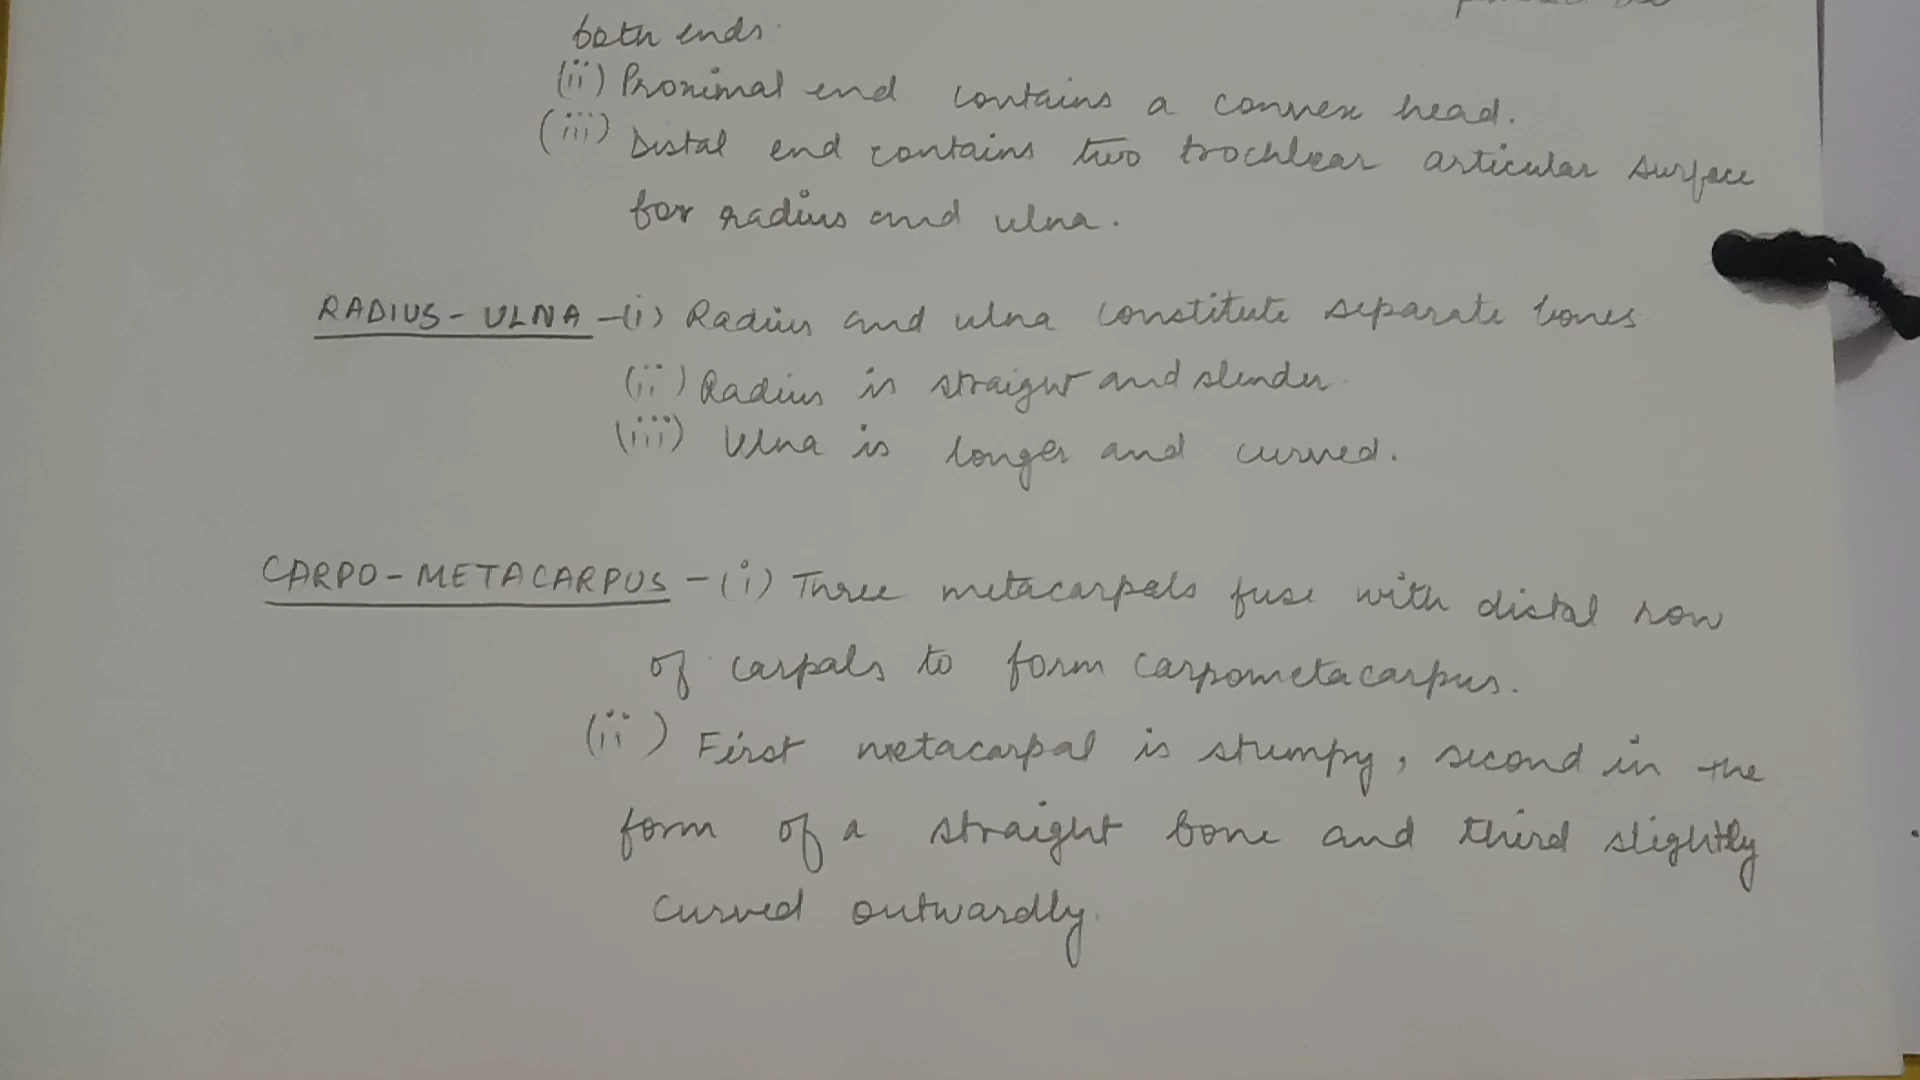 both ends.
(ii) Proximal end contains a convex head.
(iii) Distal end contains two trochlear articular surface
for radius and ulna.
RADIUS - ULNA - (i) Radius and ulna constitute separate bones
(ii) Radius is straight and slender.
(iii) Ulna is longer and curved.
CARPO - METACARPUS - (i) Three metacarpals fuse with distal row
of carpals to form carpometacarpus.
(ii) First metacarpal is stumpy, second in the
form of a straight bone and third slightly
curved outwardly.